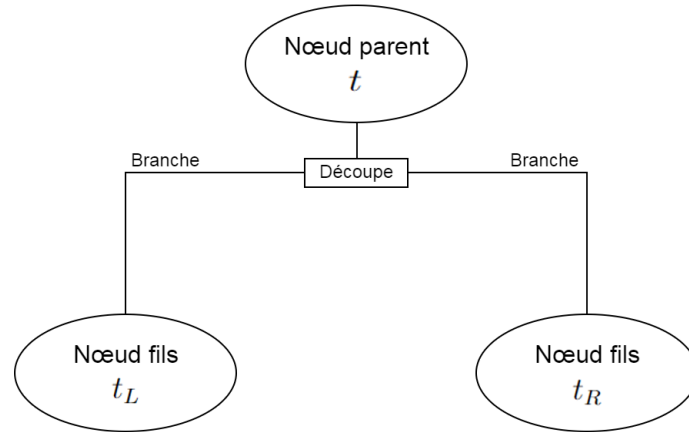 Nœud parent
t
Branche
Découpe
Branche
Nœud fils
t_L
Nœud fils
t_R